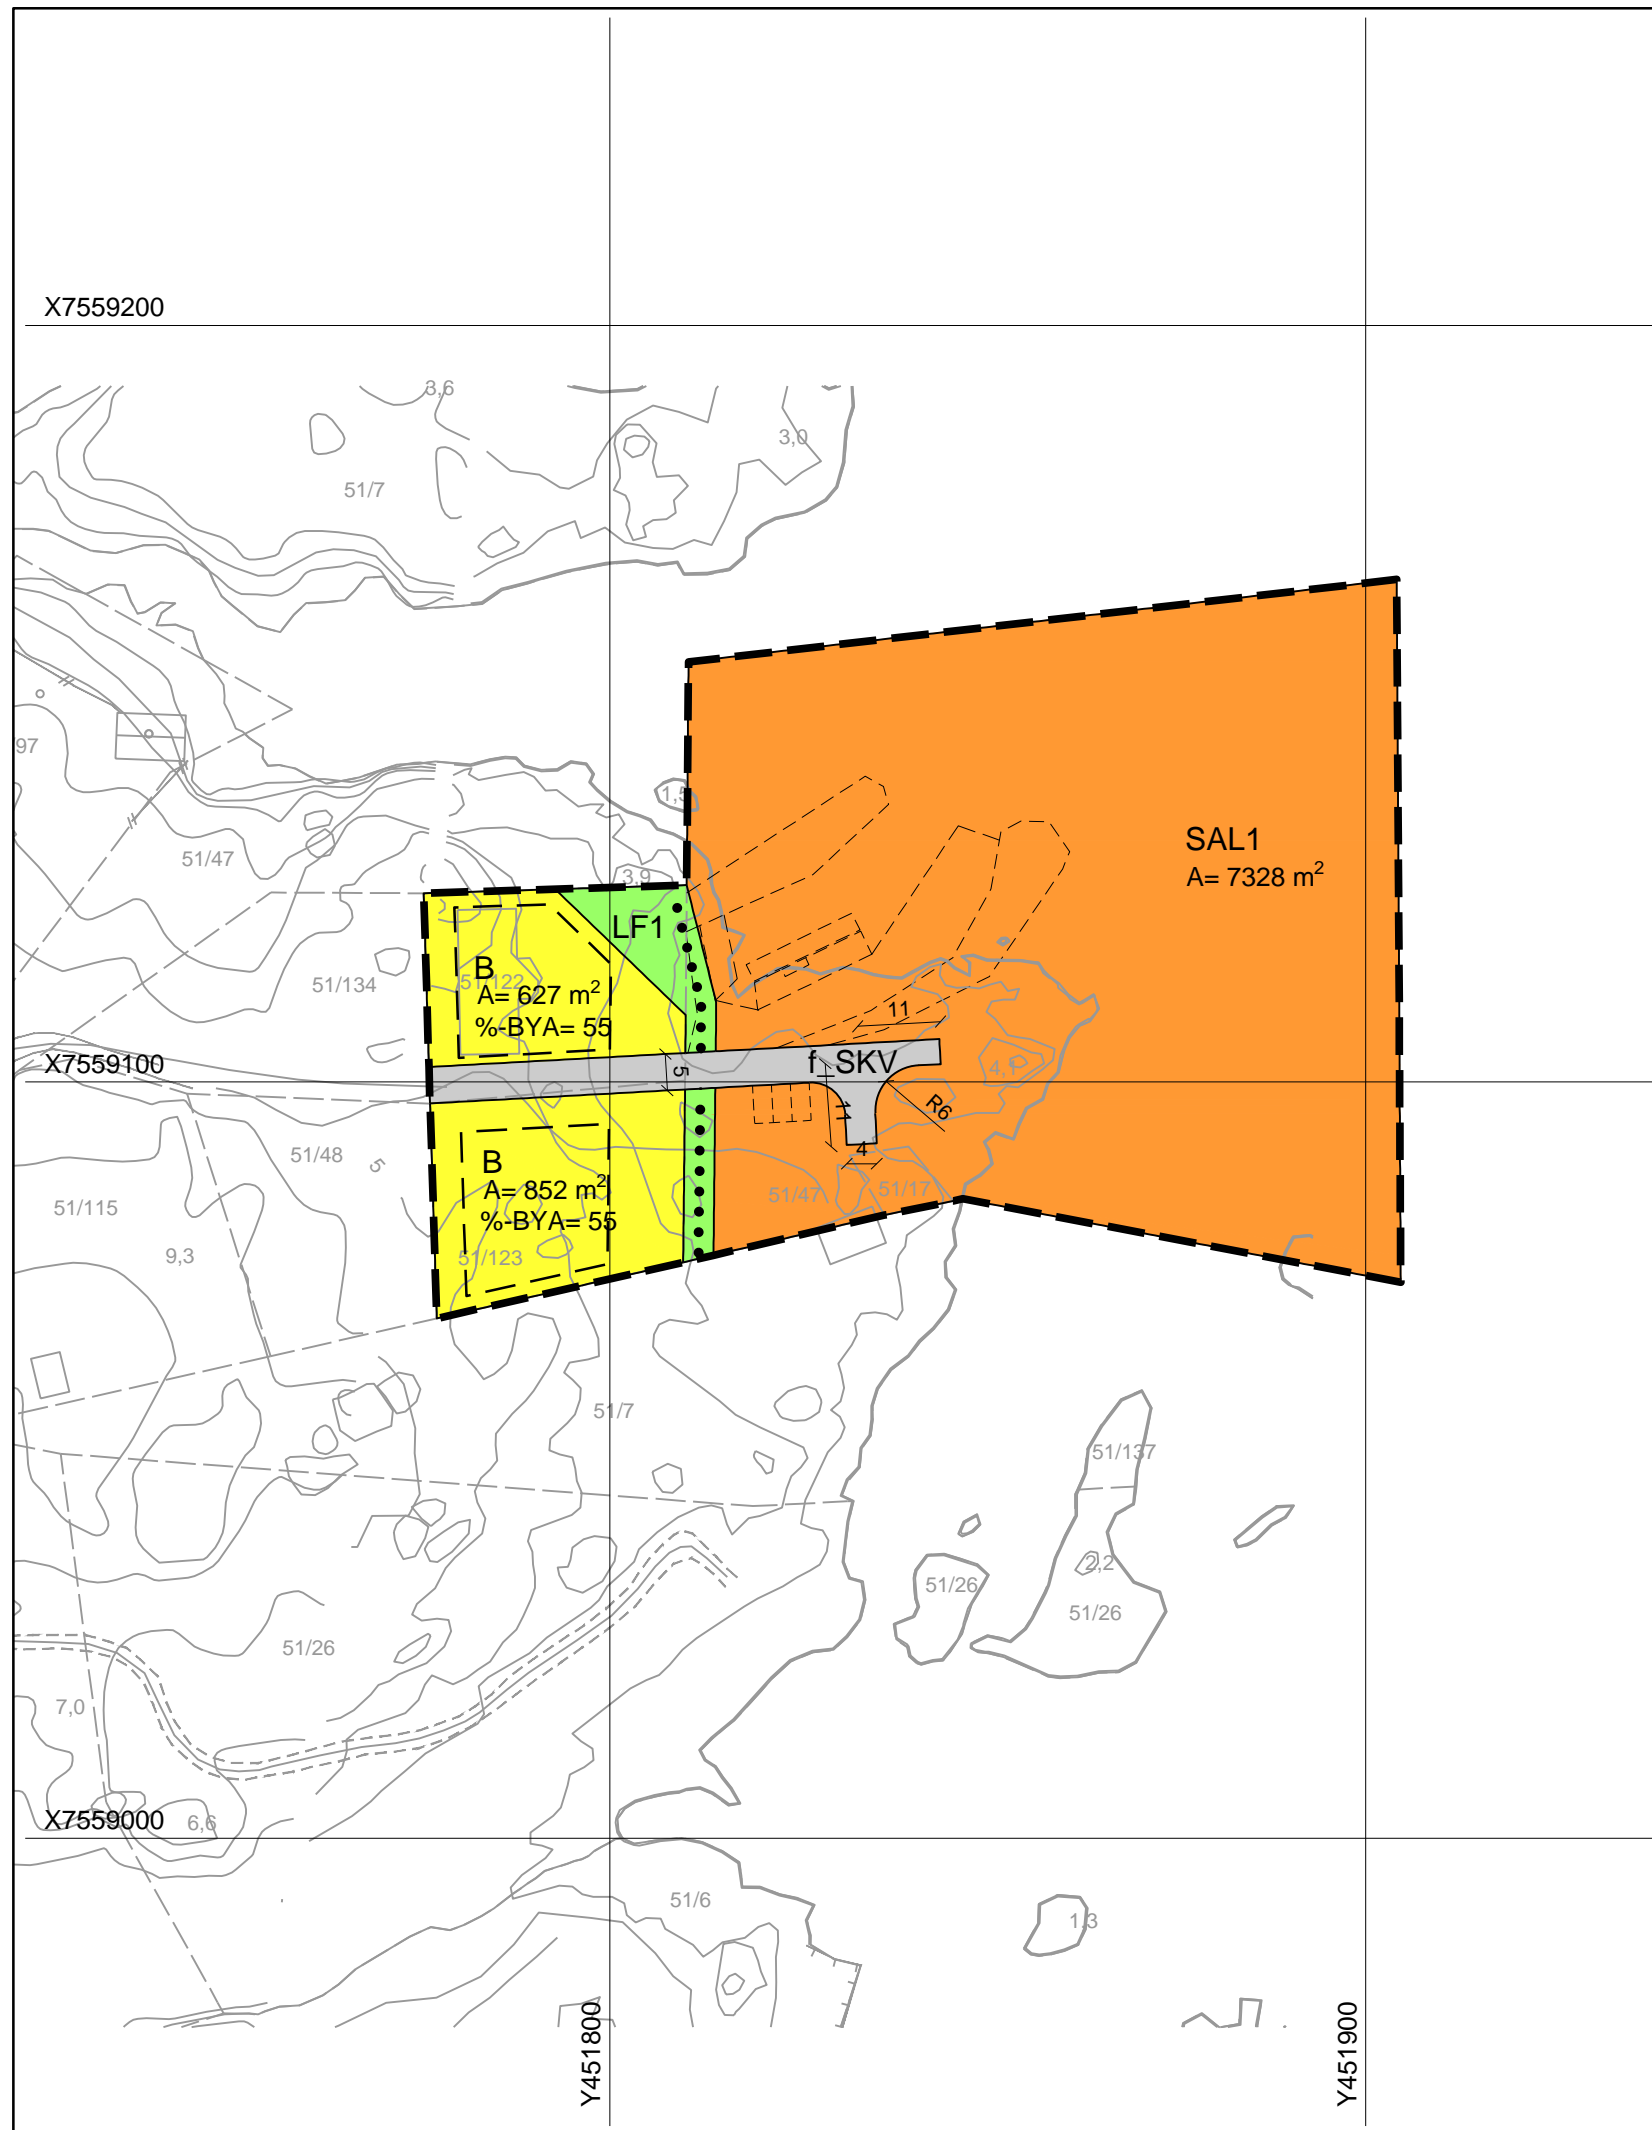 X7559200
3,6
3,0
51/7
97
1,5
SAL1
A= 7328 m²
51/47
3,9
LF1
B
51/134
51/122
A= 627 m²
%-BYA= 55
11
X7559100
f_SKV
5
4,1
R6
11
4
51/48
5
B
51/115
A= 852 m²
51/47
51/17
%-BYA= 55
9,3
51/123
51/7
51/137
2,2
51/26
51/26
51/26
7,0
X7559000
6,6
51/6
1,3
Y451800
Y451900